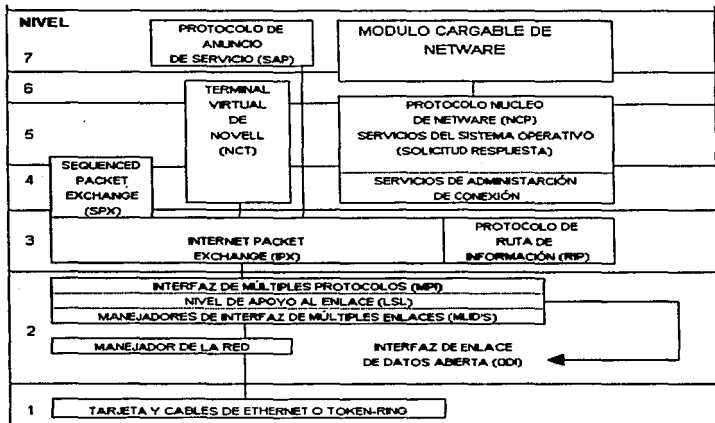 NIVEL
7
PROTOCOLO DE
ANUNCIO
DE SERVICIO (SAP)
MODULO CARGABLE DE
NETWARE
6
TERMINAL
VIRTUAL
DE
NOVELL
(NCT)
PROTOCOLO NUCLEO
DE NETWARE (NCP)
SERVICIOS DEL SISTEMA OPERATIVO
(SOLICITUD RESPUESTA)
5
SEQUENCED
PACKET
EXCHANGE
(SPX)
4
SERVICIOS DE ADMINISTARCIÓN
DE CONEXIÓN
3
INTERNET PACKET
EXCHANGE (IPX)
PROTOCOLO DE
RUTA DE
INFORMACIÓN (RIP)
INTERFAZ DE MÚLTIPLES PROTOCOLOS (MPI)
NIVEL DE APOYO AL ENLACE (LSL)
MANEJADORES DE INTERFAZ DE MÚLTIPLES ENLACES (MLID'S)
2
MANEJADOR DE LA RED
INTERFAZ DE ENLACE
DE DATOS ABIERTA (ODI)
1
TARJETA Y CABLES DE ETHERNET O TOKEN-RING